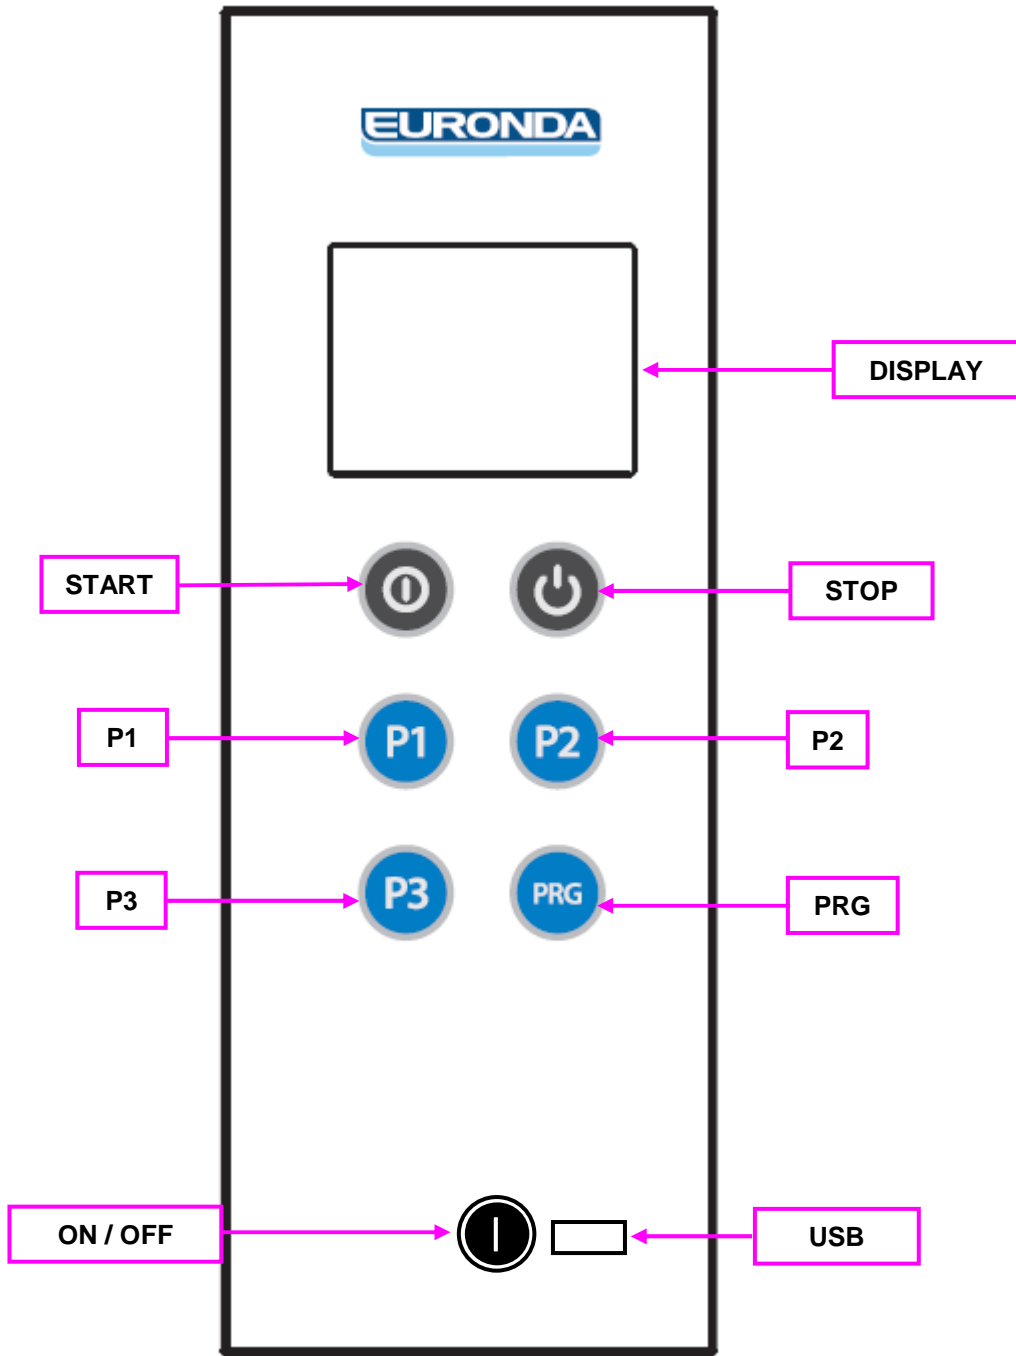 EURONDA
DISPLAY
START
STOP
P1
P1
P2
P2
P3
P3
PRG
PRG
ON / OFF
USB